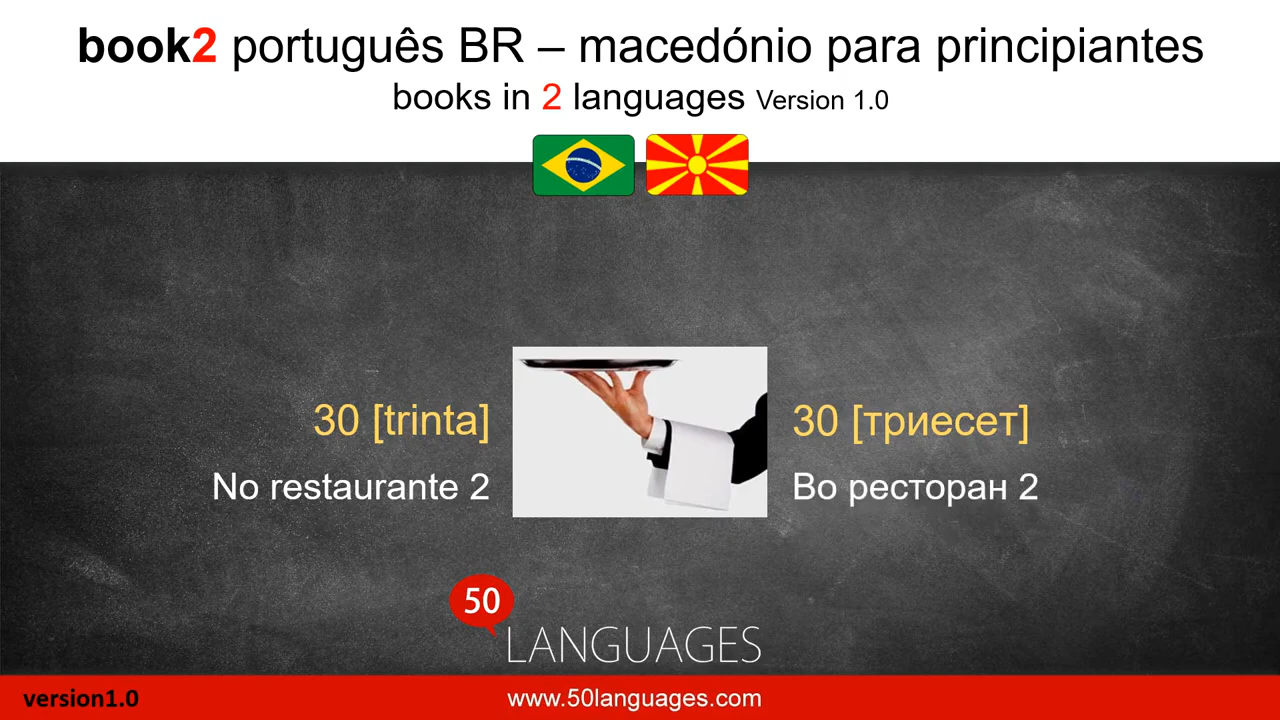 book2 português BR – macedónio para principiantes
books in 2 languages Version 1.0
30 [trinta]
No restaurante 2
30 [триесет]
Во ресторан 2
50
LANGUAGES
version1.0
www.50languages.com